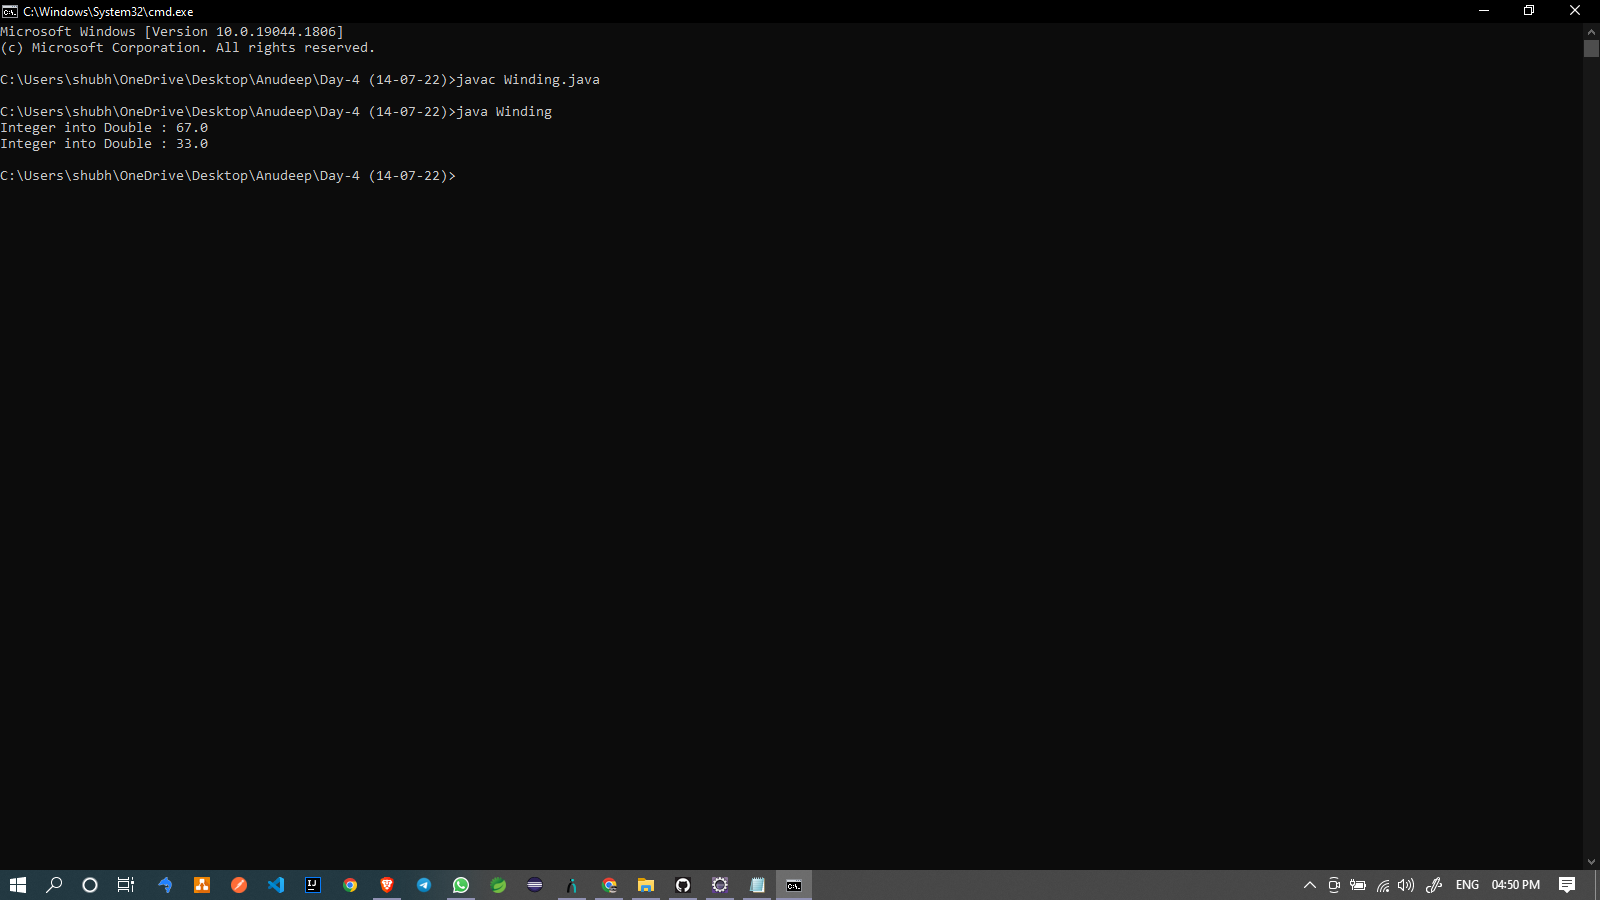 C:\Windows\System32\cmd.exe
Microsoft Windows [Version 10.0.19044.1806]
(c) Microsoft Corporation. All rights reserved.
C:\Users\shubh\OneDrive\Desktop\Anudeep\Day-4 (14-07-22)>javac Winding.java
C:\Users\shubh\OneDrive\Desktop\Anudeep\Day-4 (14-07-22)>java Winding
Integer into Double : 67.0
Integer into Double : 33.0
C:\Users\shubh\OneDrive\Desktop\Anudeep\Day-4 (14-07-22)>
ENG 04:50 PM